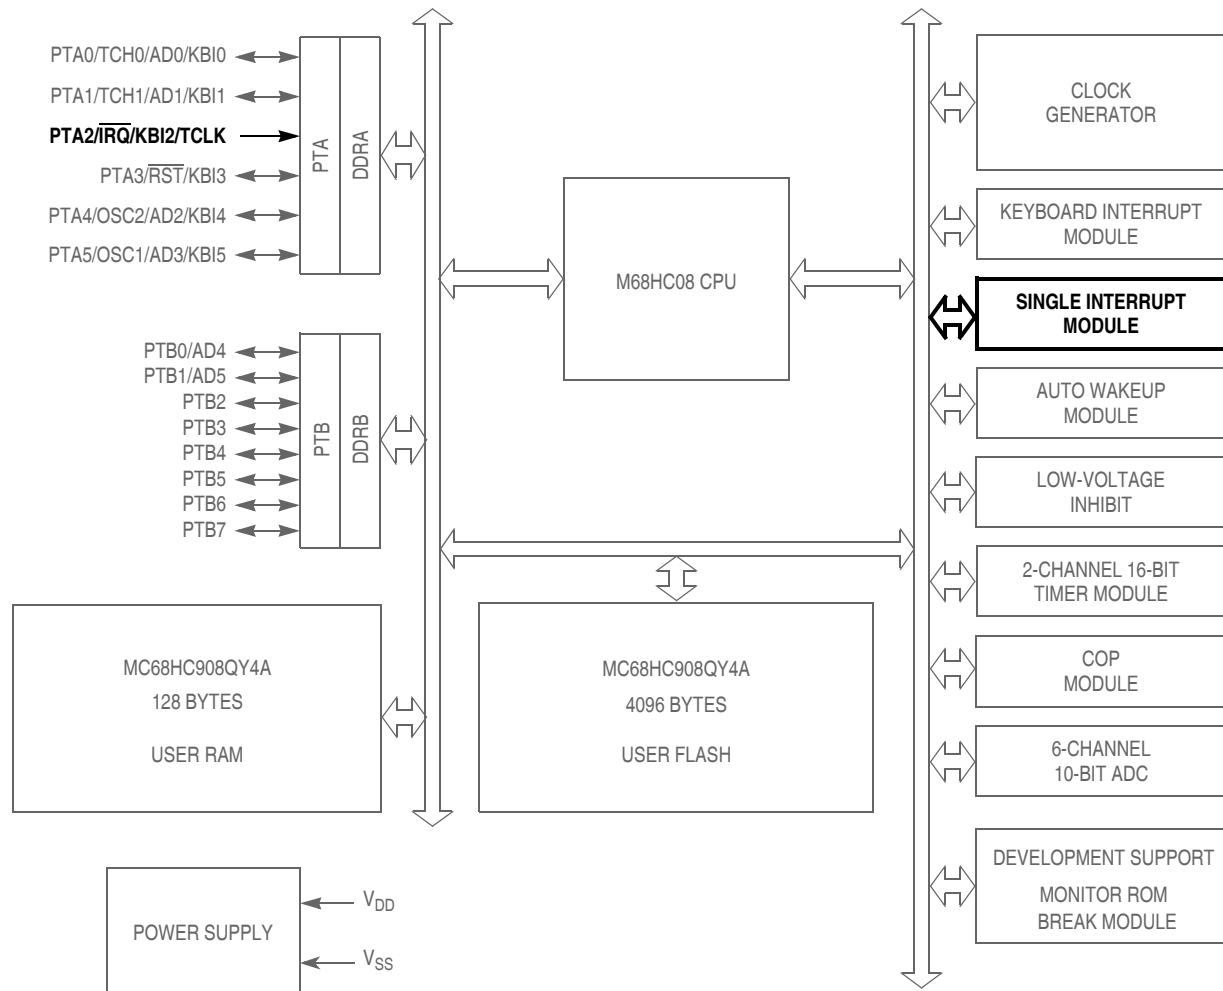 PTA0/TCH0/AD0/KBI0
PTA1/TCH1/AD1/KBI1
PTA2/I̅R̅Q̅/KBI2/TCLK
PTA3/R̅S̅T̅/KBI3
PTA4/OSC2/AD2/KBI4
PTA5/OSC1/AD3/KBI5
PTA
DDRA
PTB0/AD4
PTB1/AD5
PTB2
PTB3
PTB4
PTB5
PTB6
PTB7
PTB
DDRB
M68HC08 CPU
MC68HC908QY4A
128 BYTES
USER RAM
MC68HC908QY4A
4096 BYTES
USER FLASH
POWER SUPPLY
VDD
VSS
CLOCK
GENERATOR
KEYBOARD INTERRUPT
MODULE
SINGLE INTERRUPT
MODULE
AUTO WAKEUP
MODULE
LOW-VOLTAGE
INHIBIT
2-CHANNEL 16-BIT
TIMER MODULE
COP
MODULE
6-CHANNEL
10-BIT ADC
DEVELOPMENT SUPPORT
MONITOR ROM
BREAK MODULE